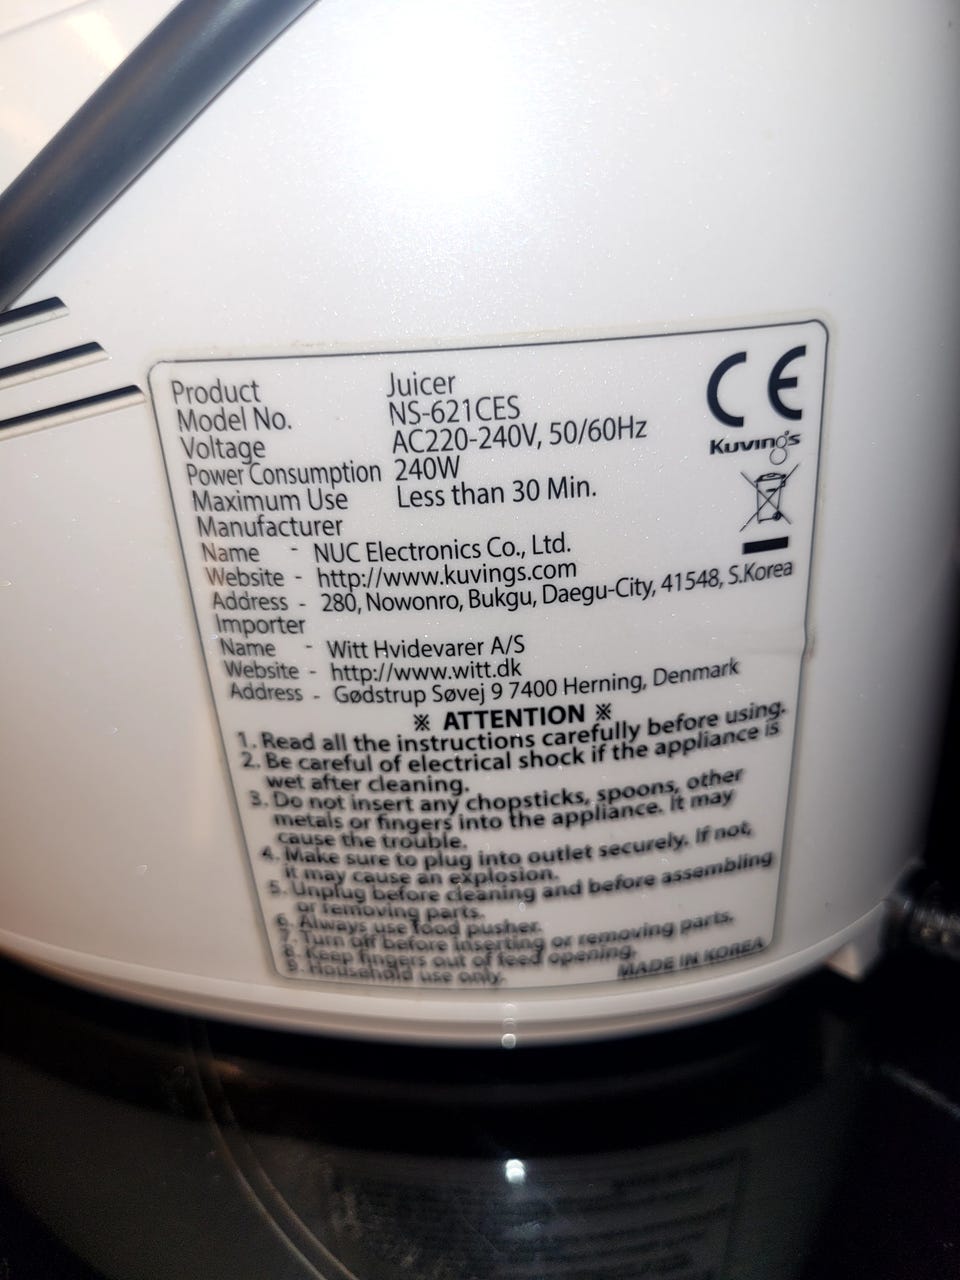 Product Juicer
Model No. NS-621CES
Voltage AC220-240V, 50/60Hz
Power Consumption 240W
Maximum Use Less than 30 Min.
Manufacturer
Name - NUC Electronics Co., Ltd.
Website - http://www.kuvings.com
Address - 280, Nowonro, Bukgu, Daegu-City, 41548, S.Korea
Importer
Name - Witt Hvidevarer A/S
Website - http://www.witt.dk
Address - Gødstrup Søvej 9 7400 Herning, Denmark
CE
Kuvings
※ ATTENTION ※
1. Read all the instructions carefully before using.
2. Be careful of electrical shock if the appliance is
wet after cleaning.
3. Do not insert any chopsticks, spoons, other
metals or fingers into the appliance. It may
cause the trouble.
4. Make sure to plug into outlet securely. If not,
it may cause an explosion.
5. Unplug before cleaning and before assembling
or removing parts.
6. Always use food pusher.
7. Turn off before inserting or removing parts.
8. Keep fingers out of feed opening.
9. Household use only.
MADE IN KOREA